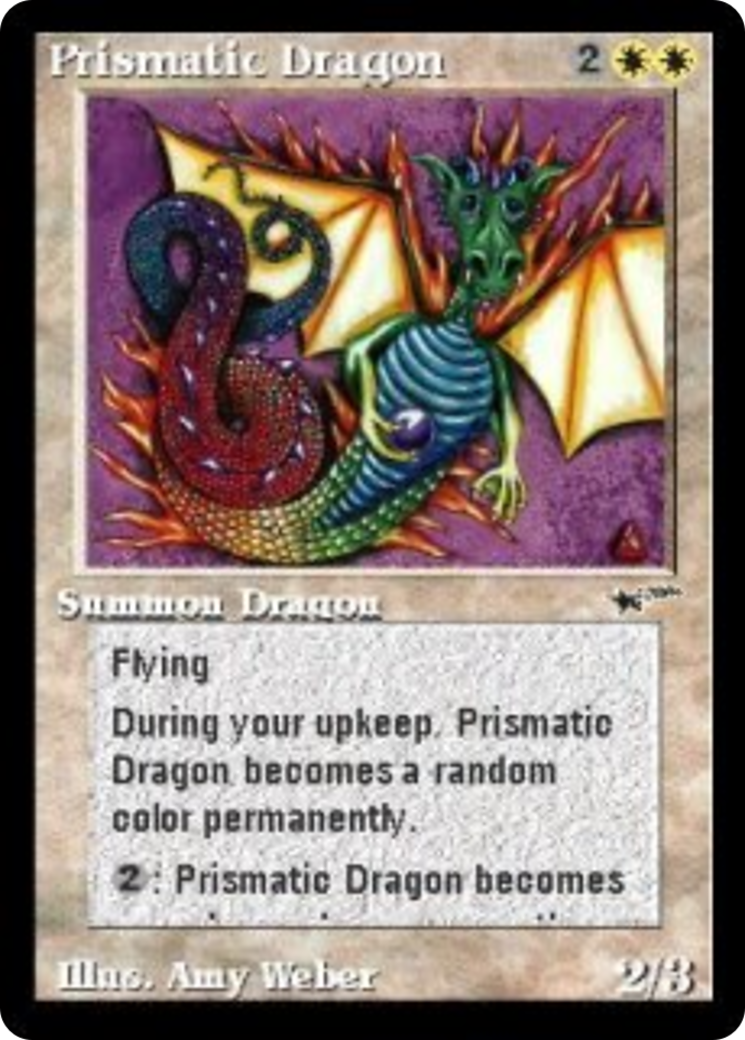 Prismatic Dragon 2
Summon Dragon
Flying
During your upkeep, Prismatic
Dragon becomes a random
color permanently.
2: Prismatic Dragon becomes
Illus. Amy Weber 2/3